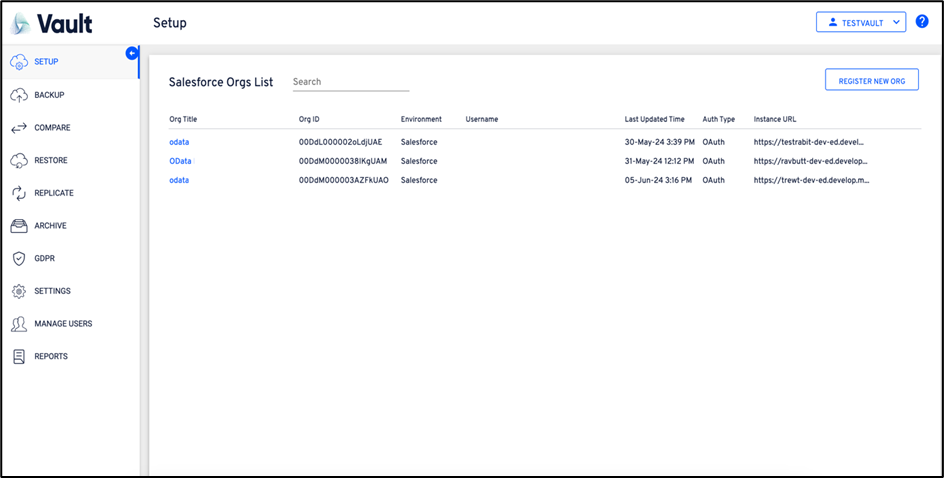 Vault
Setup
TESTVAULT
?
SETUP
BACKUP
COMPARE
RESTORE
REPLICATE
ARCHIVE
GDPR
SETTINGS
MANAGE USERS
REPORTS
Salesforce Orgs List
Search
REGISTER NEW ORG
Org Title Org ID Environment Username Last Updated Time Auth Type Instance URL
odata 00DdL000002oLdjUAE Salesforce 30-May-24 3:39 PM OAuth https://testrabit-dev-ed.devel...
OData 00DdM0000038IKgUAM Salesforce 31-May-24 12:12 PM OAuth https://ravbutt-dev-ed.develop...
odata 00DdM000003AZFkUAO Salesforce 05-Jun-24 3:16 PM OAuth https://trewt-dev-ed.develop.m...